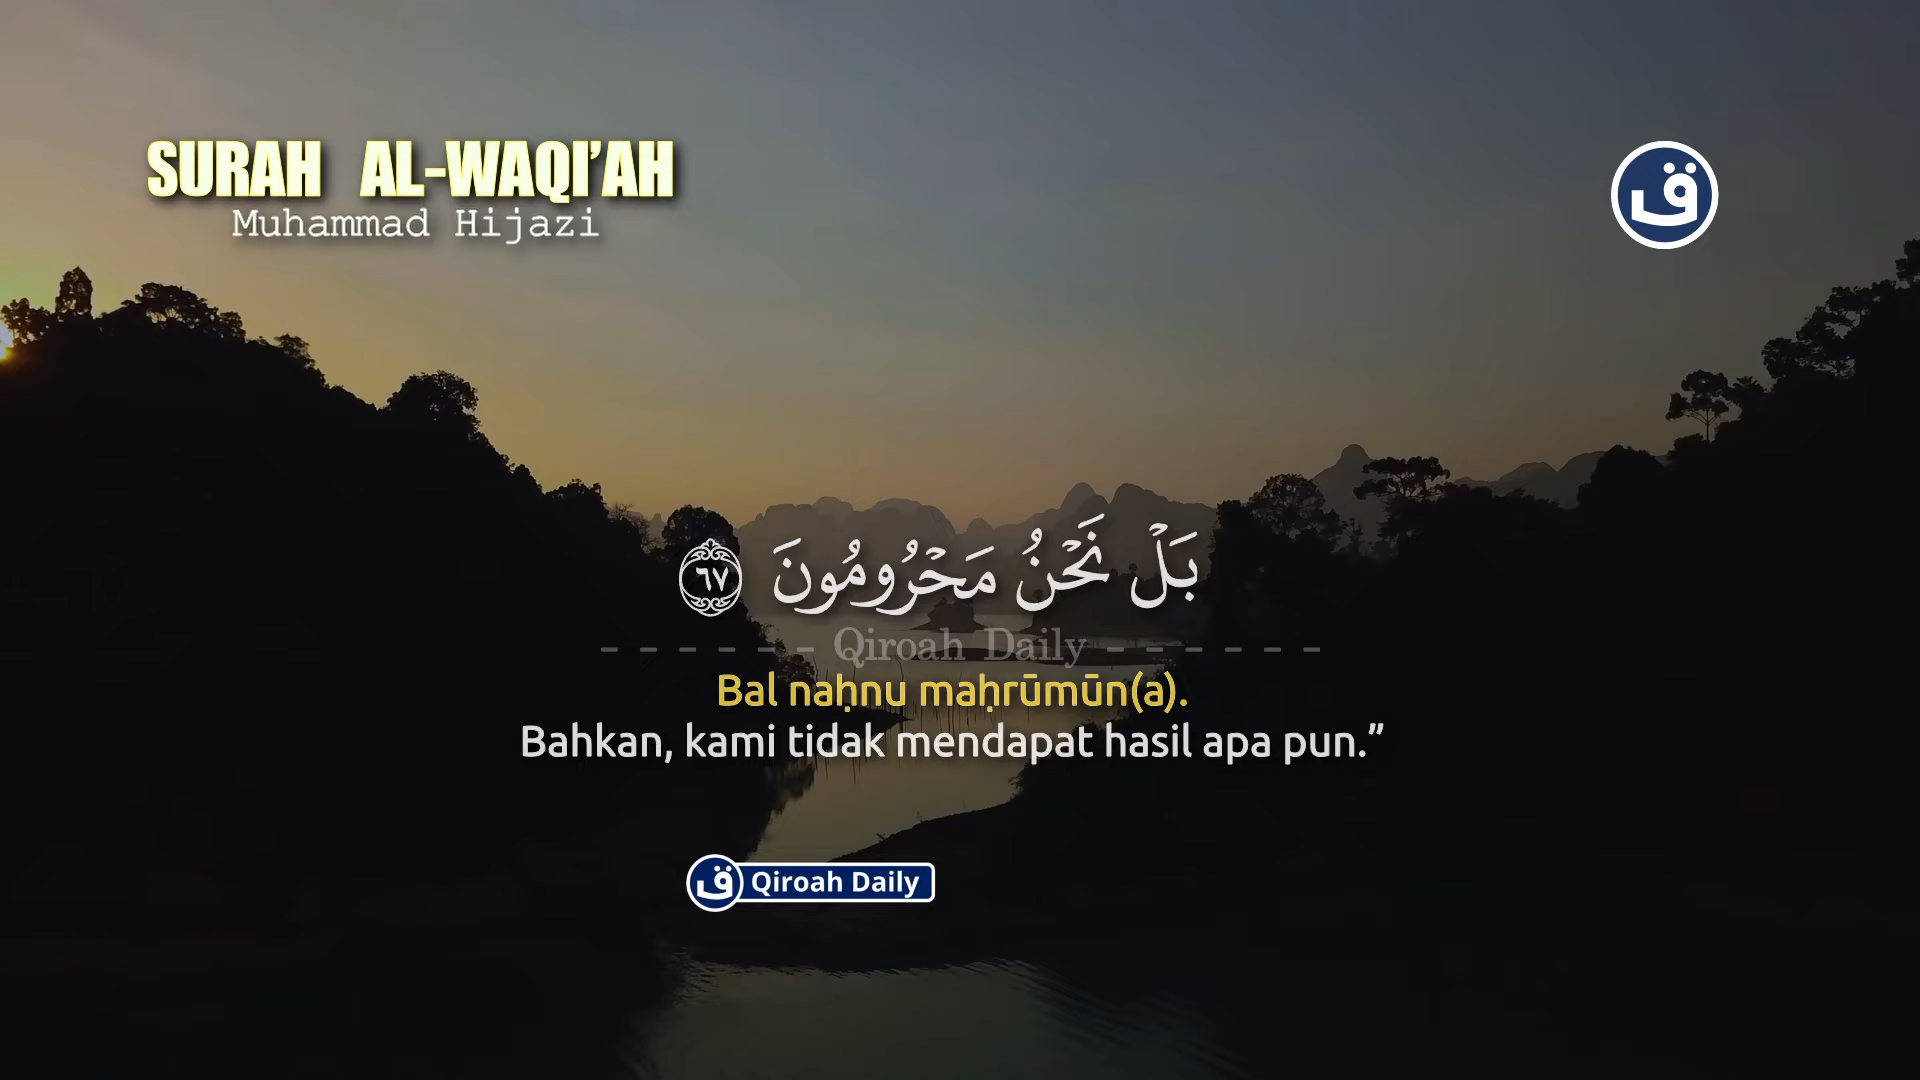 SURAH AL-WAQI’AH
Muhammad Hijazi
ق
بَلْ نَحْنُ مَحْرُومُونَ ٦٧
Qiroah Daily
Bal naḥnu maḥrūmūn(a).
Bahkan, kami tidak mendapat hasil apa pun.”
ق Qiroah Daily